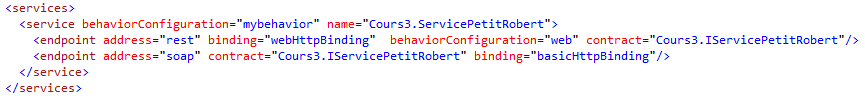 <services>
<service behaviorConfiguration="mybehavior" name="Cours3.ServicePetitRobert">
<endpoint address="rest" binding="webHttpBinding"  behaviorConfiguration="web" contract="Cours3.IServicePetitRobert"/>
<endpoint address="soap" contract="Cours3.IServicePetitRobert" binding="basicHttpBinding"/>
</service>
</services>